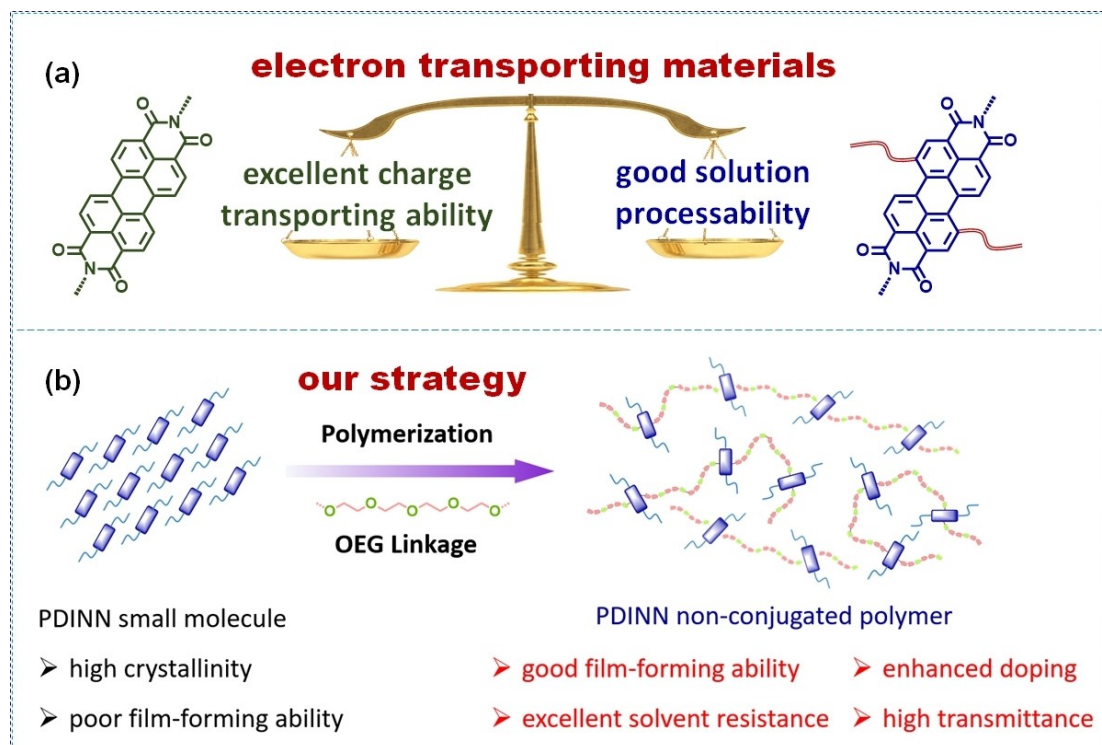 (a)
electron transporting materials
excellent charge
transporting ability
good solution
processability
O
N
O
O
N
O
O
N
O
O
N
O
(b)
our strategy
Polymerization
O
O
O
O
O
OEG Linkage
PDINN small molecule
➢ high crystallinity
➢ poor film-forming ability
PDINN non-conjugated polymer
➢ good film-forming ability
➢ enhanced doping
➢ excellent solvent resistance
➢ high transmittance